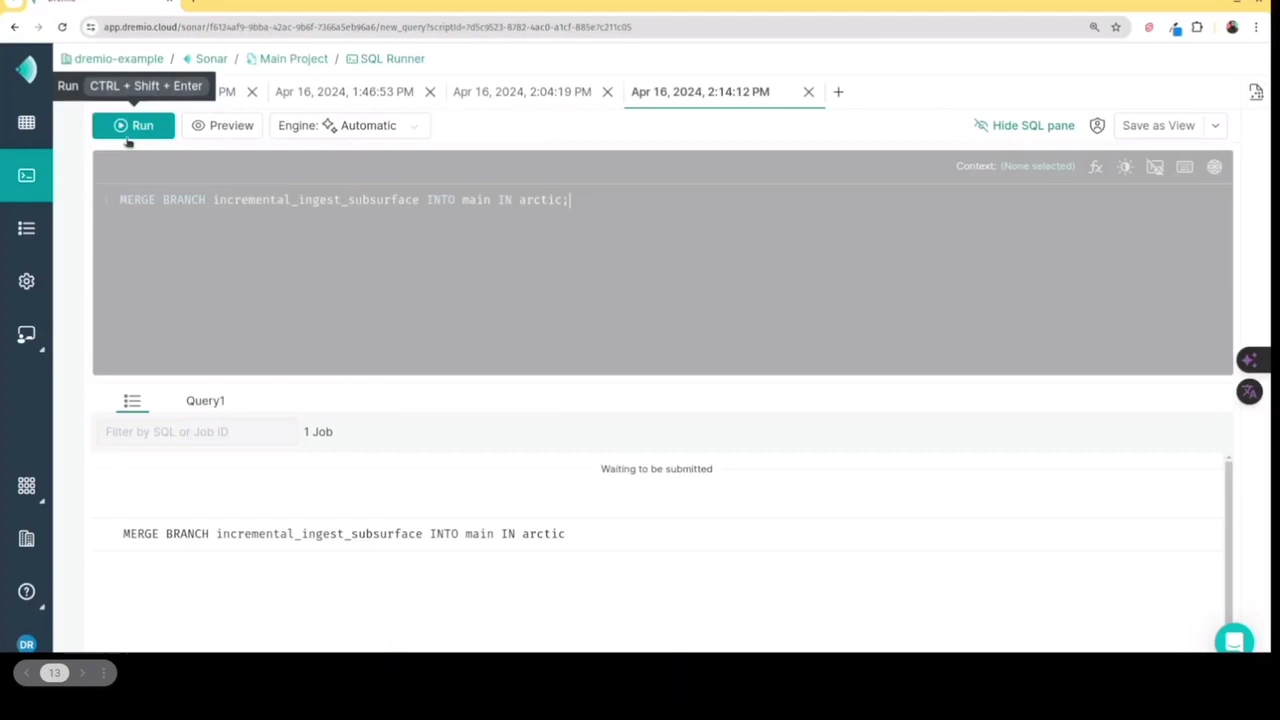 app.dremio.cloud/sonar/f6124af9-9bba-42ac-9b6f-7366a5eb96a6/new_query?scriptId=7d5c9523-8782-4ac0-a1cf-885e7c211c05
dremio-example / Sonar / Main Project / SQL Runner
Run CTRL + Shift + Enter
PM Apr 16, 2024, 1:46:53 PM Apr 16, 2024, 2:04:19 PM Apr 16, 2024, 2:14:12 PM
Run Preview Engine: Automatic Hide SQL pane Save as View
Context: (None selected) fx
1 MERGE BRANCH incremental_ingest_subsurface INTO main IN arctic;
Query1
Filter by SQL or Job ID 1 Job
Waiting to be submitted
MERGE BRANCH incremental_ingest_subsurface INTO main IN arctic
DR
13